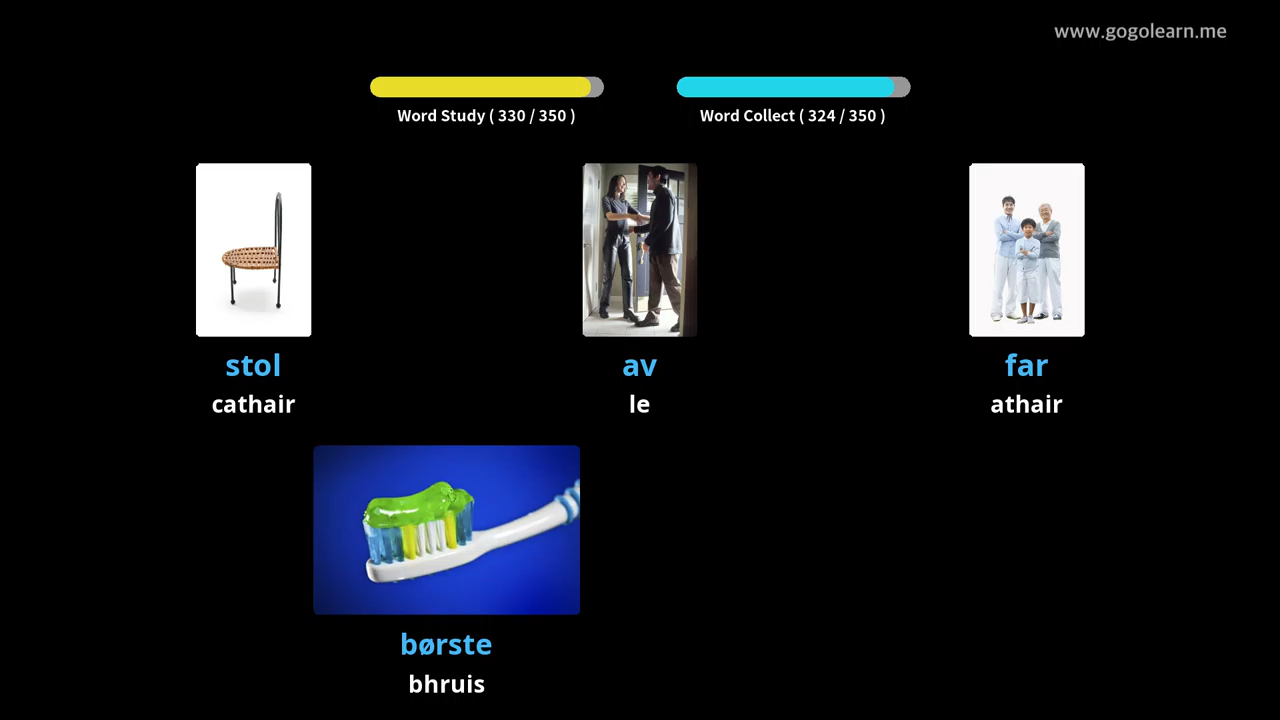 www.gogolearn.me
Word Study ( 330 / 350 )
Word Collect ( 324 / 350 )
stol
cathair
av
le
far
athair
børste
bhruis